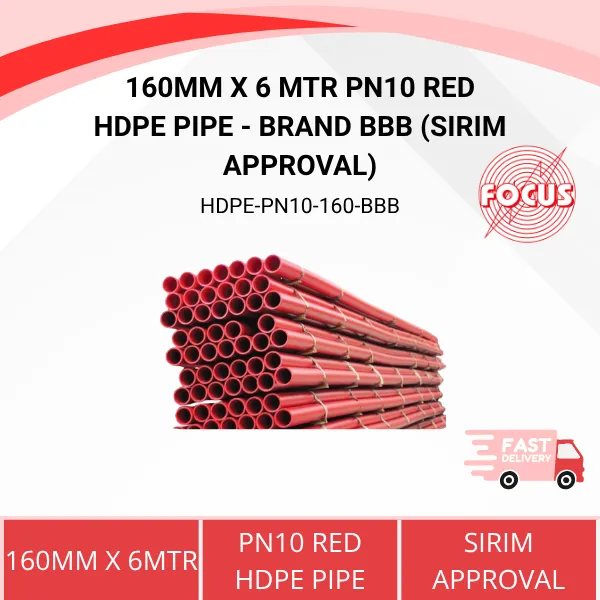 160MM X 6 MTR PN10 RED
HDPE PIPE - BRAND BBB (SIRIM
APPROVAL)
HDPE-PN10-160-BBB
FOCUS
FAST
DELIVERY
160MM X 6MTR
PN10 RED
HDPE PIPE
SIRIM
APPROVAL